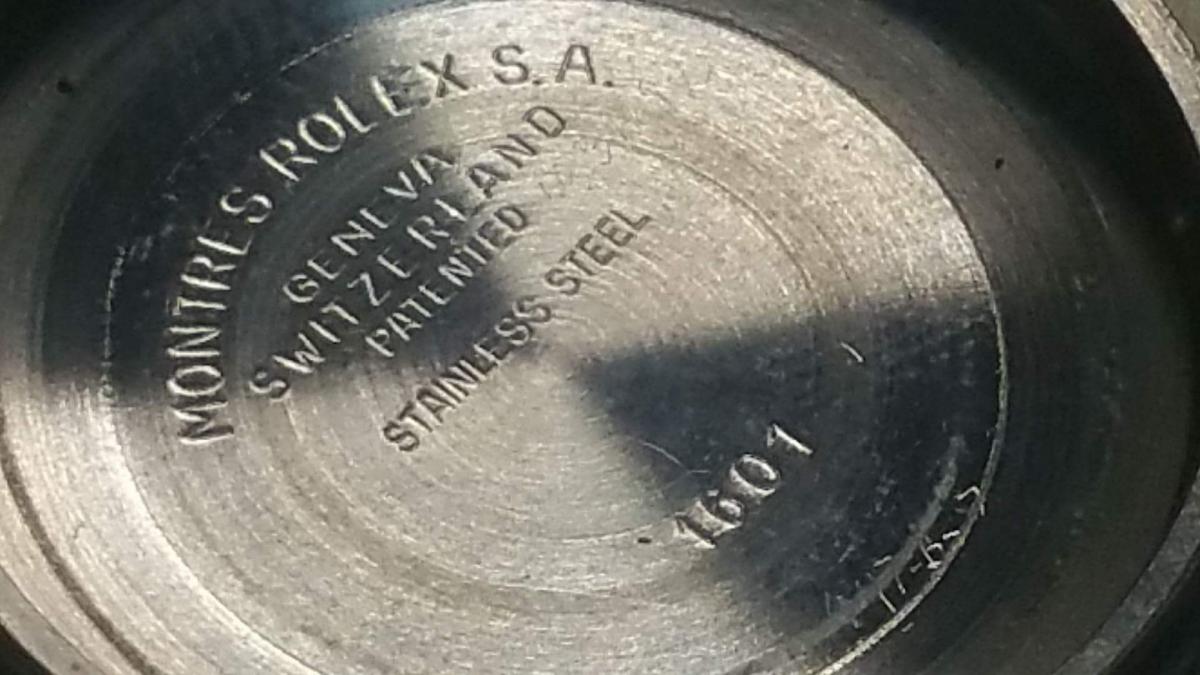 MONTRES ROLEX S.A.
GENEVA
SWITZERLAND
PATENTED
STAINLESS STEEL
1601